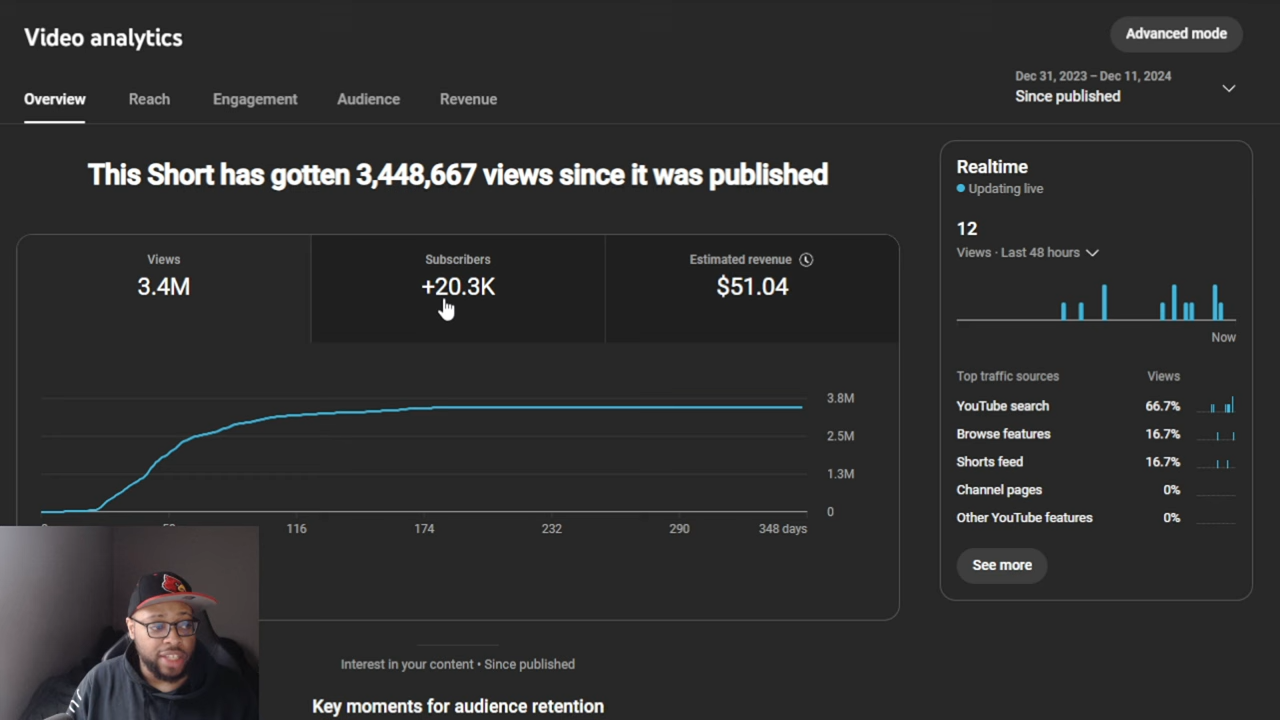 Video analytics
Advanced mode
Overview Reach Engagement Audience Revenue
Dec 31, 2023 – Dec 11, 2024
Since published
This Short has gotten 3,448,667 views since it was published
Views
3.4M
Subscribers
+20.3K
Estimated revenue
$51.04
3.8M
2.5M
1.3M
0
116 174 232 290 348 days
Realtime
Updating live
12
Views · Last 48 hours
Now
Top traffic sources Views
YouTube search 66.7%
Browse features 16.7%
Shorts feed 16.7%
Channel pages 0%
Other YouTube features 0%
See more
Interest in your content • Since published
Key moments for audience retention